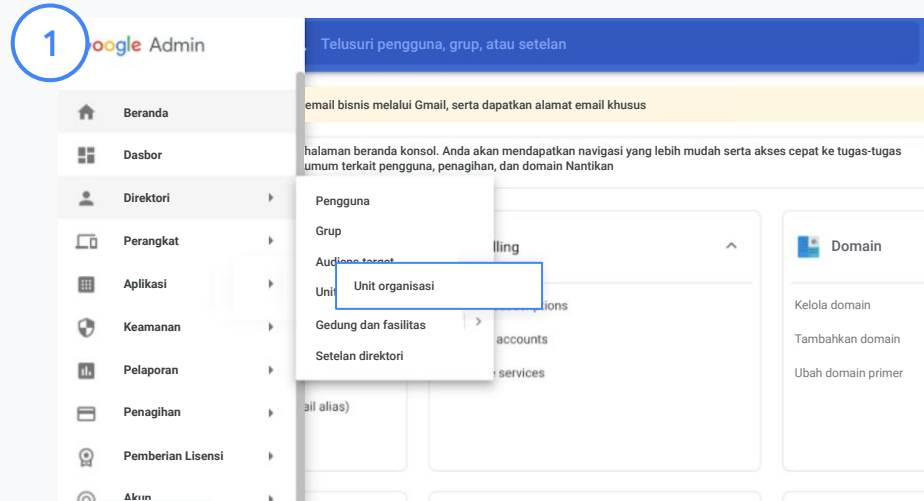 1
Google Admin
Telusuri pengguna, grup, atau setelan
email bisnis melalui Gmail, serta dapatkan alamat email khusus
halaman beranda konsol. Anda akan mendapatkan navigasi yang lebih mudah serta akses cepat ke tugas-tugas
umum terkait pengguna, penagihan, dan domain Nantikan
Beranda
Dasbor
Direktori
Perangkat
Aplikasi
Keamanan
Pelaporan
Penagihan
Pemberian Lisensi
Akun
Pengguna
Grup
Audiens target
Unit
Unit organisasi
Gedung dan fasilitas
Setelan direktori
accounts
services
alias)
Domain
Kelola domain
Tambahkan domain
Ubah domain primer